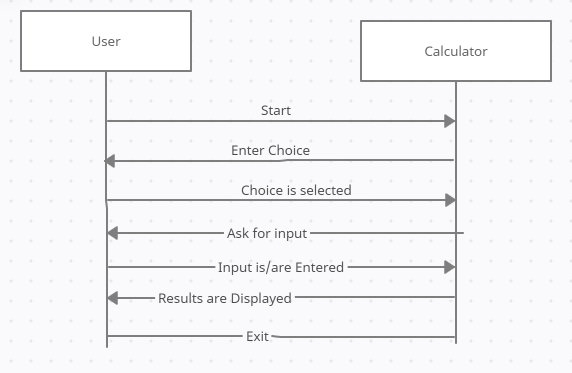 User
Calculator
Start
Enter Choice
Choice is selected
Ask for input
Input is/are Entered
Results are Displayed
Exit